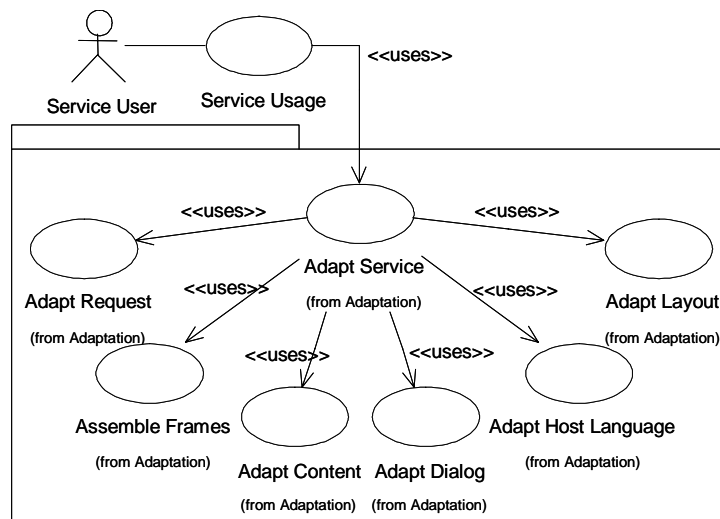 <<uses>>
Service User
Service Usage
<<uses>>
<<uses>>
Adapt Request
(from Adaptation)
Adapt Service
(from Adaptation)
Adapt Layout
(from Adaptation)
<<uses>>
<<uses>>
<<uses>>
<<uses>>
Assemble Frames
(from Adaptation)
Adapt Content
(from Adaptation)
Adapt Dialog
(from Adaptation)
Adapt Host Language
(from Adaptation)